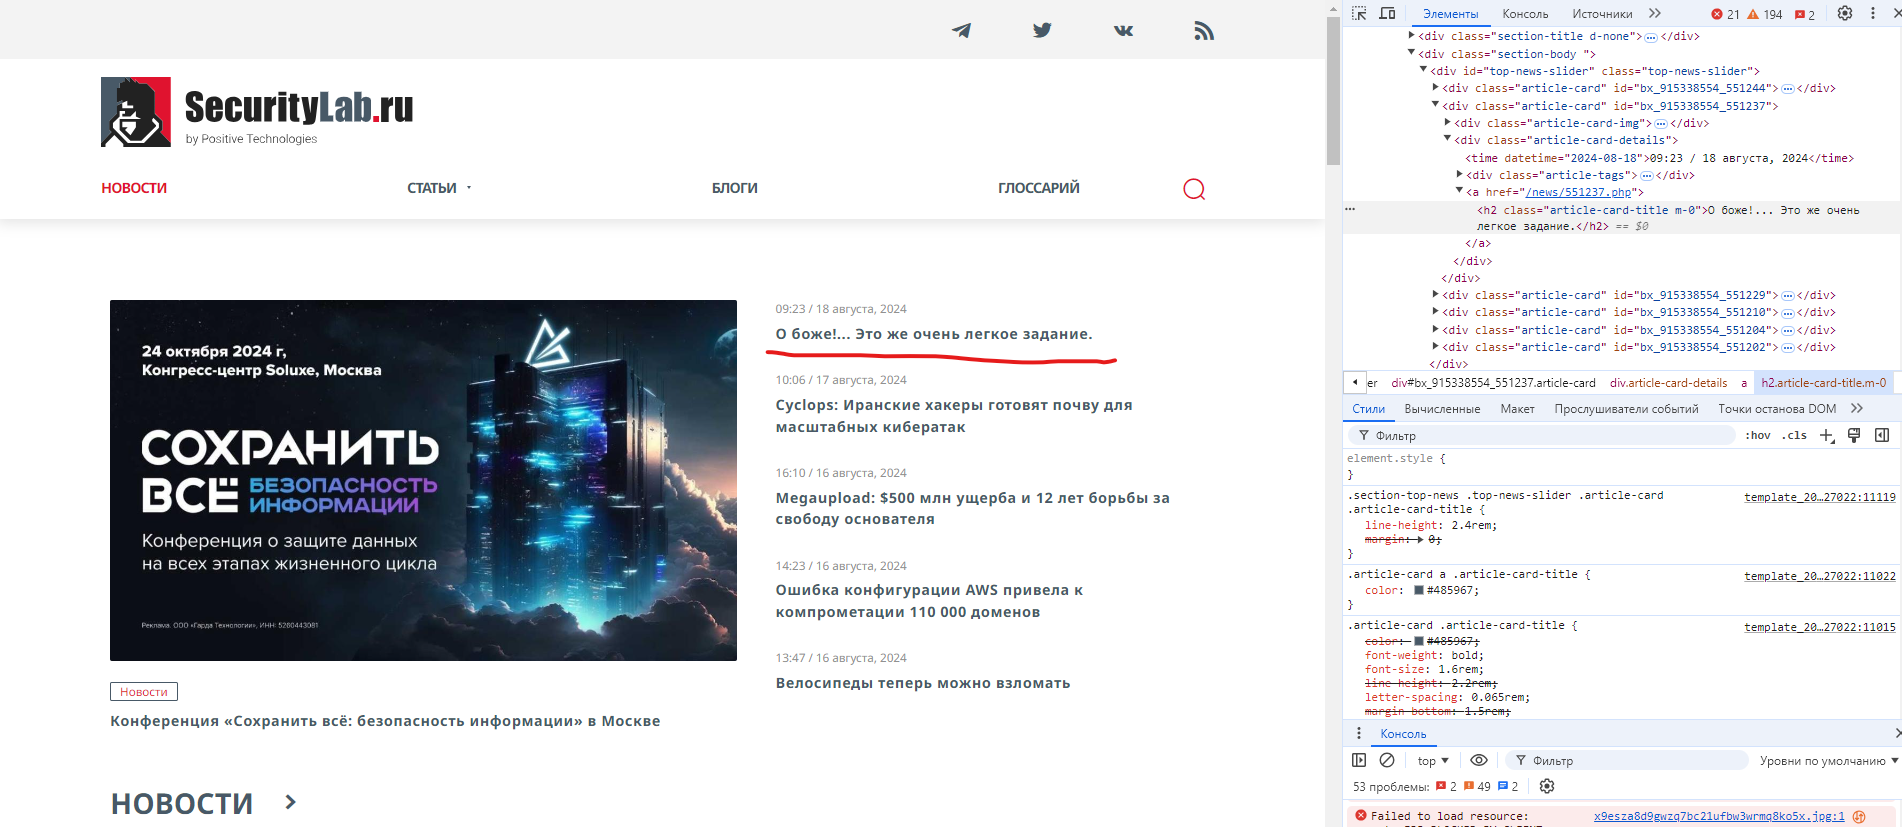 SecurityLab.ru
by Positive Technologies
НОВОСТИ
СТАТЬИ
БЛОГИ
ГЛОССАРИЙ
24 октября 2024 г,
Конгресс-центр Soluxe, Москва
СОХРАНИТЬ
ВСЁ БЕЗОПАСНОСТЬ
ИНФОРМАЦИИ
Конференция о защите данных
на всех этапах жизненного цикла
Реклама. ООО «Гарда Технологии», ИНН: 5260443081
Новости
Конференция «Сохранить всё: безопасность информации» в Москве
09:23 / 18 августа, 2024
О боже!... Это же очень легкое задание.
10:06 / 17 августа, 2024
Cyclops: Иранские хакеры готовят почву для
масштабных кибератак
16:10 / 16 августа, 2024
Megaupload: $500 млн ущерба и 12 лет борьбы за
свободу основателя
14:23 / 16 августа, 2024
Ошибка конфигурации AWS привела к
компрометации 110 000 доменов
13:47 / 16 августа, 2024
Велосипеды теперь можно взломать
НОВОСТИ
Элементы Консоль Источники 21 194 2
<div class="section-title d-none"> … </div>
<div class="section-body ">
<div id="top-news-slider" class="top-news-slider">
<div class="article-card" id="bx_915338554_551244"> … </div>
<div class="article-card" id="bx_915338554_551237">
<div class="article-card-img"> … </div>
<div class="article-card-details">
<time datetime="2024-08-18">09:23 / 18 августа, 2024</time>
<div class="article-tags"> … </div>
<a href="/news/551237.php">
<h2 class="article-card-title m-0">О боже!... Это же очень
легкое задание.</h2> == $0
</a>
</div>
</div>
<div class="article-card" id="bx_915338554_551229"> … </div>
<div class="article-card" id="bx_915338554_551210"> … </div>
<div class="article-card" id="bx_915338554_551204"> … </div>
<div class="article-card" id="bx_915338554_551202"> … </div>
</div>
er div#bx_915338554_551237.article-card div.article-card-details a h2.article-card-title.m-0
Стили Вычисленные Макет Прослушиватели событий Точки останова DOM
Фильтр :hov .cls
element.style {
}
.section-top-news .top-news-slider .article-card template_20…27022:11119
.article-card-title {
line-height: 2.4rem;
margin: 0;
}
.article-card a .article-card-title { template_20…27022:11022
color: #485967;
}
.article-card .article-card-title { template_20…27022:11015
color: #485967;
font-weight: bold;
font-size: 1.6rem;
line-height: 2.2rem;
letter-spacing: 0.065rem;
margin-bottom: 1.5rem;
Консоль
top Фильтр Уровни по умолчанию
53 проблемы: 2 49 2
Failed to load resource: x9esza8d9gwzq7bc21ufbw3wrmq8ko5x.jpg:1